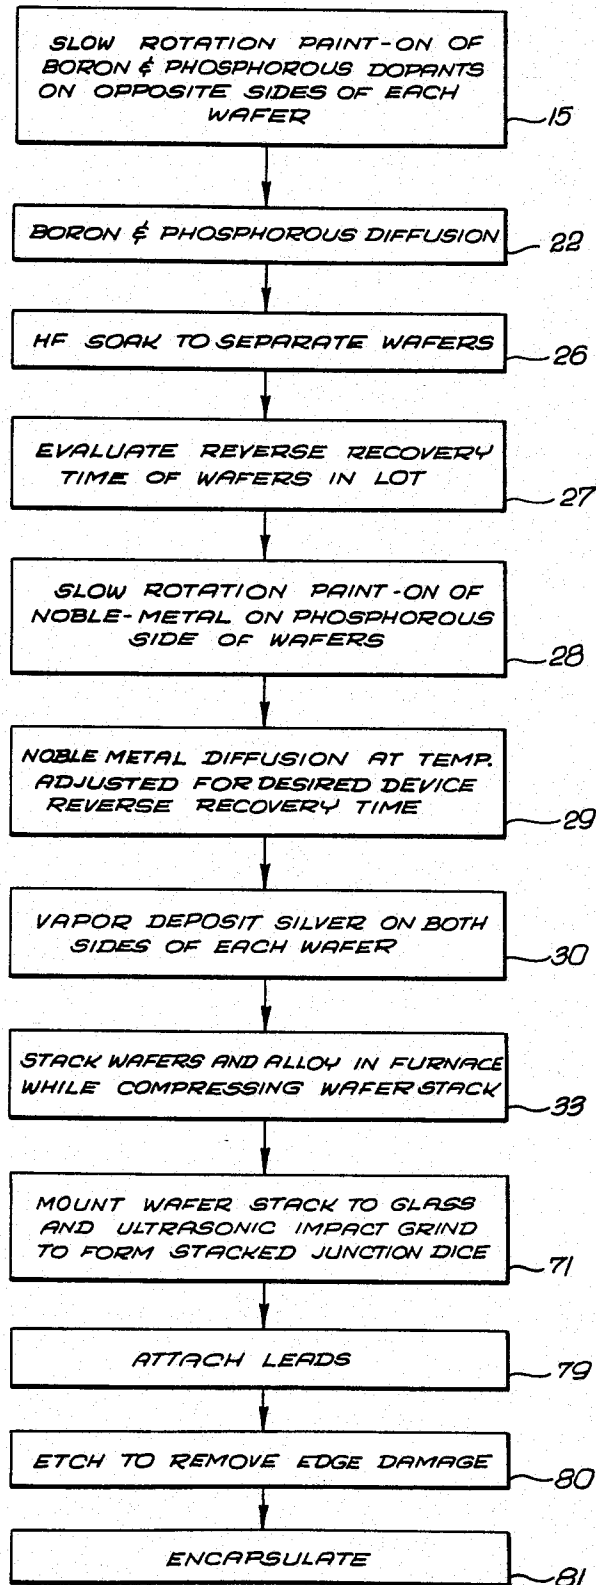 SLOW ROTATION PAINT-ON OF
BORON & PHOSPHOROUS DOPANTS
ON OPPOSITE SIDES OF EACH
WAFER
15
BORON & PHOSPHOROUS DIFFUSION
22
HF SOAK TO SEPARATE WAFERS
26
EVALUATE REVERSE RECOVERY
TIME OF WAFERS IN LOT
27
SLOW ROTATION PAINT-ON OF
NOBLE-METAL ON PHOSPHOROUS
SIDE OF WAFERS
28
NOBLE METAL DIFFUSION AT TEMP.
ADJUSTED FOR DESIRED DEVICE
REVERSE RECOVERY TIME
29
VAPOR DEPOSIT SILVER ON BOTH
SIDES OF EACH WAFER
30
STACK WAFERS AND ALLOY IN FURNACE
WHILE COMPRESSING WAFER STACK
33
MOUNT WAFER STACK TO GLASS
AND ULTRASONIC IMPACT GRIND
TO FORM STACKED JUNCTION DICE
71
ATTACH LEADS
79
ETCH TO REMOVE EDGE DAMAGE
80
ENCAPSULATE
81